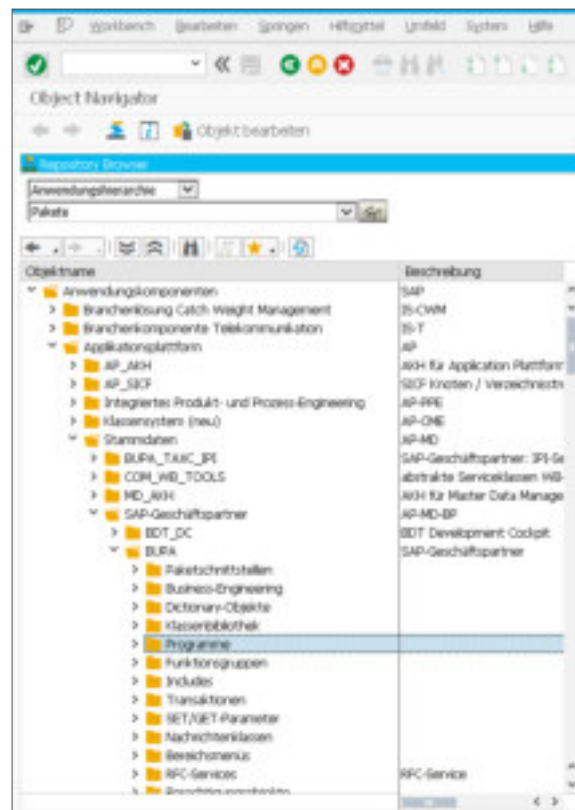 Workbench Bearbeiten Springen Hilfsmittel Umfeld System Hilfe
Object Navigator
Objekt bearbeiten
Repository Browser
Anwendungshierarchie
Pakete
Objektname Beschreibung
Anwendungskomponenten SAP
Branchenlösung Catch Weight Management IS-CWM
Branchenkomponente Telekommunikation IS-T
Applikationsplattform AP
AP_AKH AKH für Application Plattform
AP_SICF SICF Knoten / Verzeichnisstr
Integriertes Produkt- und Prozess-Engineering AP-PPE
Klassensystem (neu) AP-CME
Stammdaten AP-MD
BUPA_TAXC_IPI SAP-Geschäftspartner: IPI-Se
COM_WB_TOOLS abstrakte Serviceklassen WB-
MD_AKH AKH für Master Data Manage
SAP-Geschäftspartner AP-MD-BP
BDT_DC BDT Development Cockpit
BUPA SAP-Geschäftspartner
Paketschnittstellen
Business-Engineering
Dictionary-Objekte
Klassenbibliothek
Programme
Funktionsgruppen
Includes
Transaktionen
SET/GET-Parameter
Nachrichtenklassen
Bereichsmenüs
RFC-Services RFC-Service
Berechtigungsobjekte